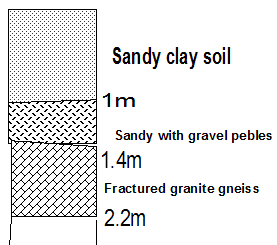 Sandy clay soil
1m
Sandy with gravel pebles
1.4m
Fractured granite gneiss
2.2m